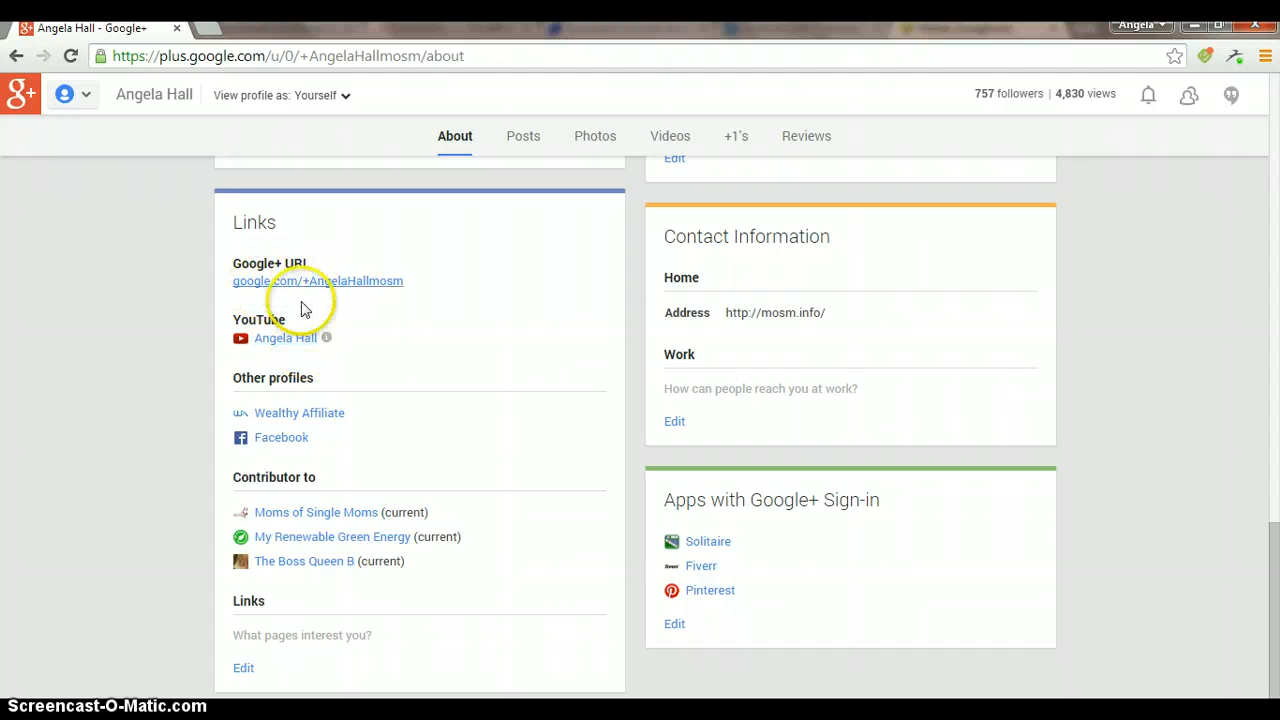 Angela Hall - Google+
Angela
https://plus.google.com/u/0/+AngelaHallmosm/about
g+
Angela Hall
View profile as: Yourself
757 followers | 4,830 views
About
Posts
Photos
Videos
+1's
Reviews
Edit
Links
Google+ URL
google.com/+AngelaHallmosm
YouTube
Angela Hall
Other profiles
Wealthy Affiliate
Facebook
Contributor to
Moms of Single Moms (current)
My Renewable Green Energy (current)
The Boss Queen B (current)
Links
What pages interest you?
Edit
Contact Information
Home
Address http://mosm.info/
Work
How can people reach you at work?
Edit
Apps with Google+ Sign-in
Solitaire
Fiverr
Pinterest
Edit
Screencast-O-Matic.com